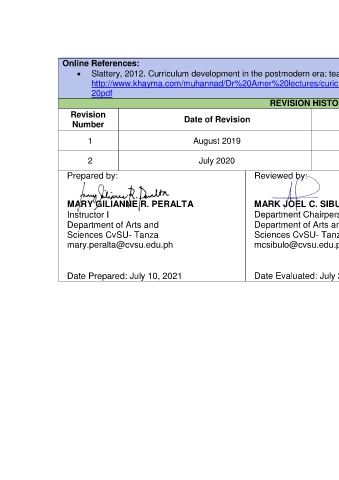 Online References:
• Slattery, 2012. Curriculum development in the postmodern era: tea
http://www.khayma.com/muhannad/Dr%20Amer%20lectures/curic
20pdf
REVISION HISTO
Revision Number
Date of Revision
1
August 2019
2
July 2020
Prepared by:
MARY GILIANNE R. PERALTA
Instructor I
Department of Arts and
Sciences CvSU- Tanza
mary.peralta@cvsu.edu.ph
Date Prepared: July 10, 2021
Reviewed by:
MARK JOEL C. SIBU
Department Chairpers
Department of Arts ar
Sciences CvSU- Tanz
mcsibulo@cvsu.edu.p
Date Evaluated: July